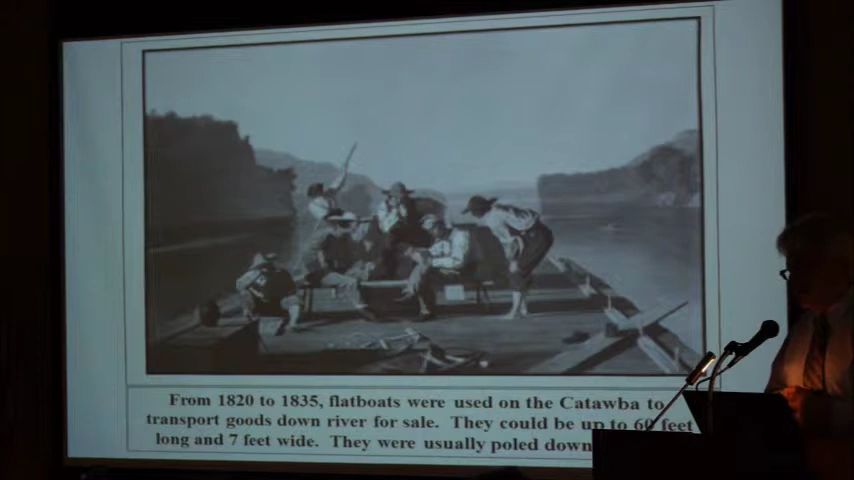 From 1820 to 1835, flatboats were used on the Catawba to
transport goods down river for sale. They could be up to 60 feet
long and 7 feet wide. They were usually poled down